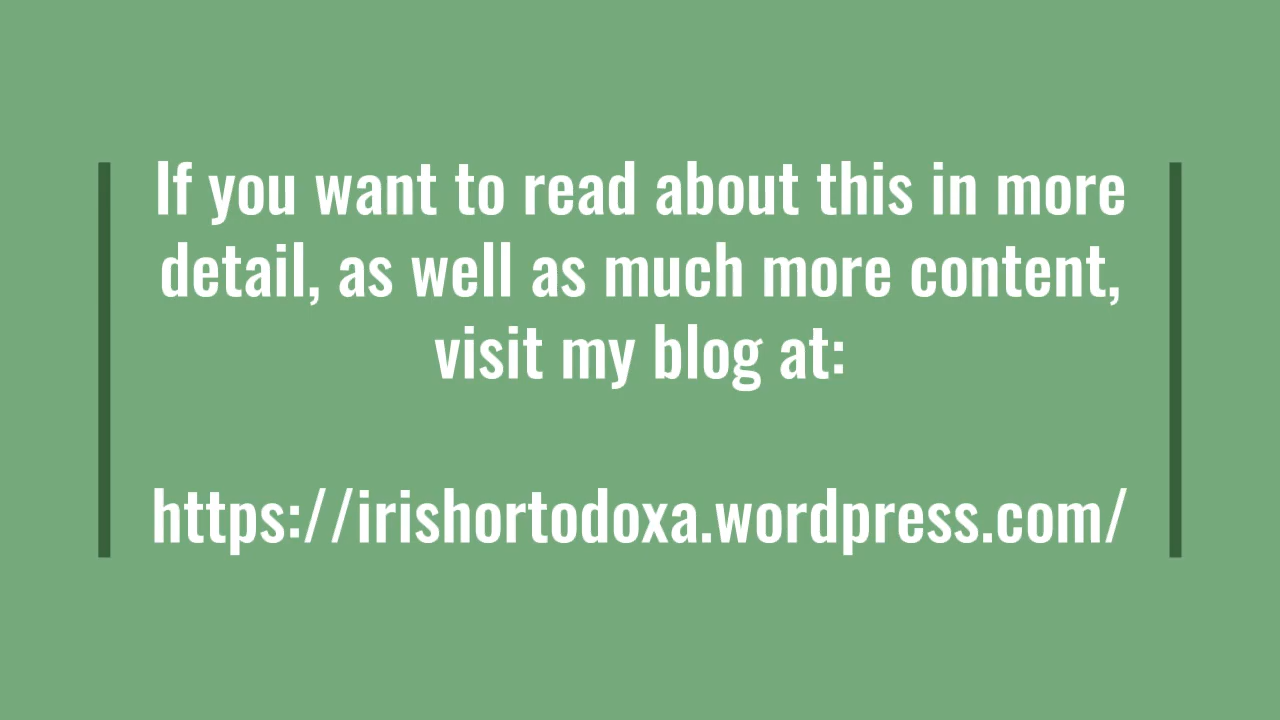 If you want to read about this in more
detail, as well as much more content,
visit my blog at:
https://irishortodoxa.wordpress.com/